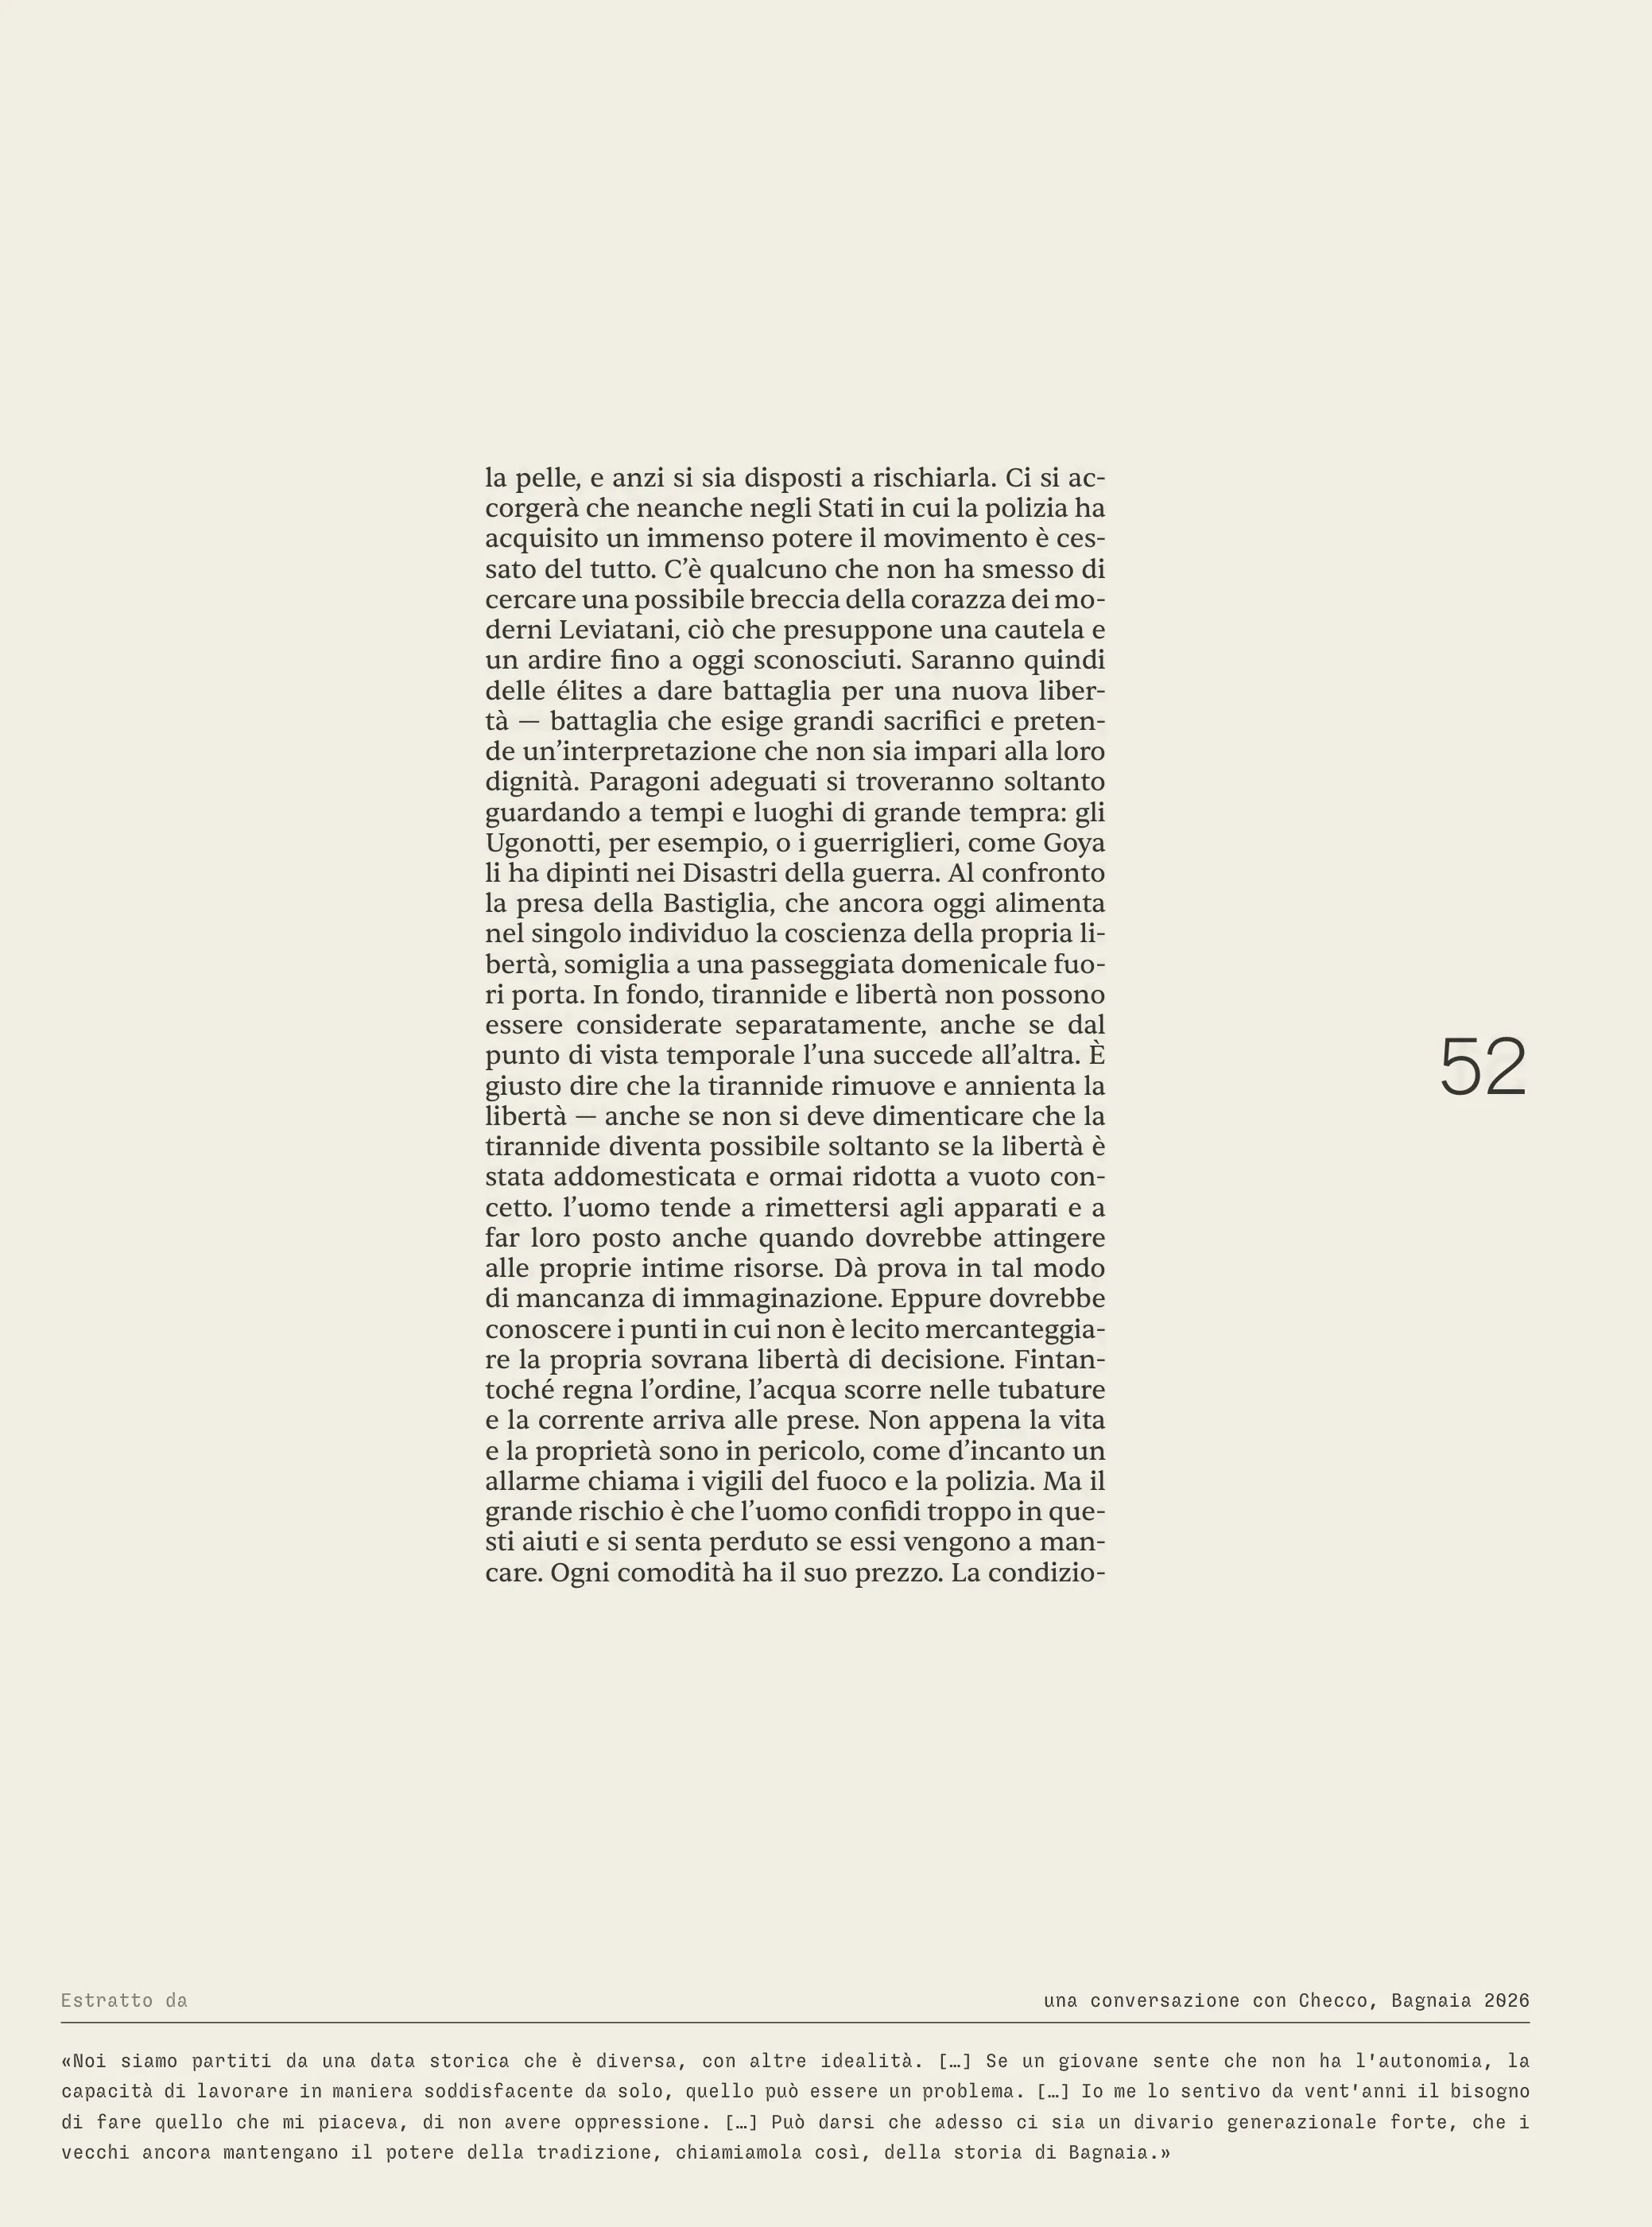 la pelle, e anzi si sia disposti a rischiarla. Ci si ac-
corgerà che neanche negli Stati in cui la polizia ha
acquisito un immenso potere il movimento è ces-
sato del tutto. C’è qualcuno che non ha smesso di
cercare una possibile breccia della corazza dei mo-
derni Leviatani, ciò che presuppone una cautela e
un ardire fino a oggi sconosciuti. Saranno quindi
delle élites a dare battaglia per una nuova liber-
tà — battaglia che esige grandi sacrifici e preten-
de un’interpretazione che non sia impari alla loro
dignità. Paragoni adeguati si troveranno soltanto
guardando a tempi e luoghi di grande tempra: gli
Ugonotti, per esempio, o i guerriglieri, come Goya
li ha dipinti nei Disastri della guerra. Al confronto
la presa della Bastiglia, che ancora oggi alimenta
nel singolo individuo la coscienza della propria li-
bertà, somiglia a una passeggiata domenicale fuo-
ri porta. In fondo, tirannide e libertà non possono
essere considerate separatamente, anche se dal
punto di vista temporale l’una succede all’altra. È
giusto dire che la tirannide rimuove e annienta la
libertà — anche se non si deve dimenticare che la
tirannide diventa possibile soltanto se la libertà è
stata addomesticata e ormai ridotta a vuoto con-
cetto. l’uomo tende a rimettersi agli apparati e a
far loro posto anche quando dovrebbe attingere
alle proprie intime risorse. Dà prova in tal modo
di mancanza di immaginazione. Eppure dovrebbe
conoscere i punti in cui non è lecito mercanteggia-
re la propria sovrana libertà di decisione. Fintan-
toché regna l’ordine, l’acqua scorre nelle tubature
e la corrente arriva alle prese. Non appena la vita
e la proprietà sono in pericolo, come d’incanto un
allarme chiama i vigili del fuoco e la polizia. Ma il
grande rischio è che l’uomo confidi troppo in que-
sti aiuti e si senta perduto se essi vengono a man-
care. Ogni comodità ha il suo prezzo. La condizio-
52
Estratto da
una conversazione con Checco, Bagnaia 2026
«Noi siamo partiti da una data storica che è diversa, con altre idealità. […] Se un giovane sente che non ha l'autonomia, la
capacità di lavorare in maniera soddisfacente da solo, quello può essere un problema. […] Io me lo sentivo da vent'anni il bisogno
di fare quello che mi piaceva, di non avere oppressione. […] Può darsi che adesso ci sia un divario generazionale forte, che i
vecchi ancora mantengano il potere della tradizione, chiamiamola così, della storia di Bagnaia.»